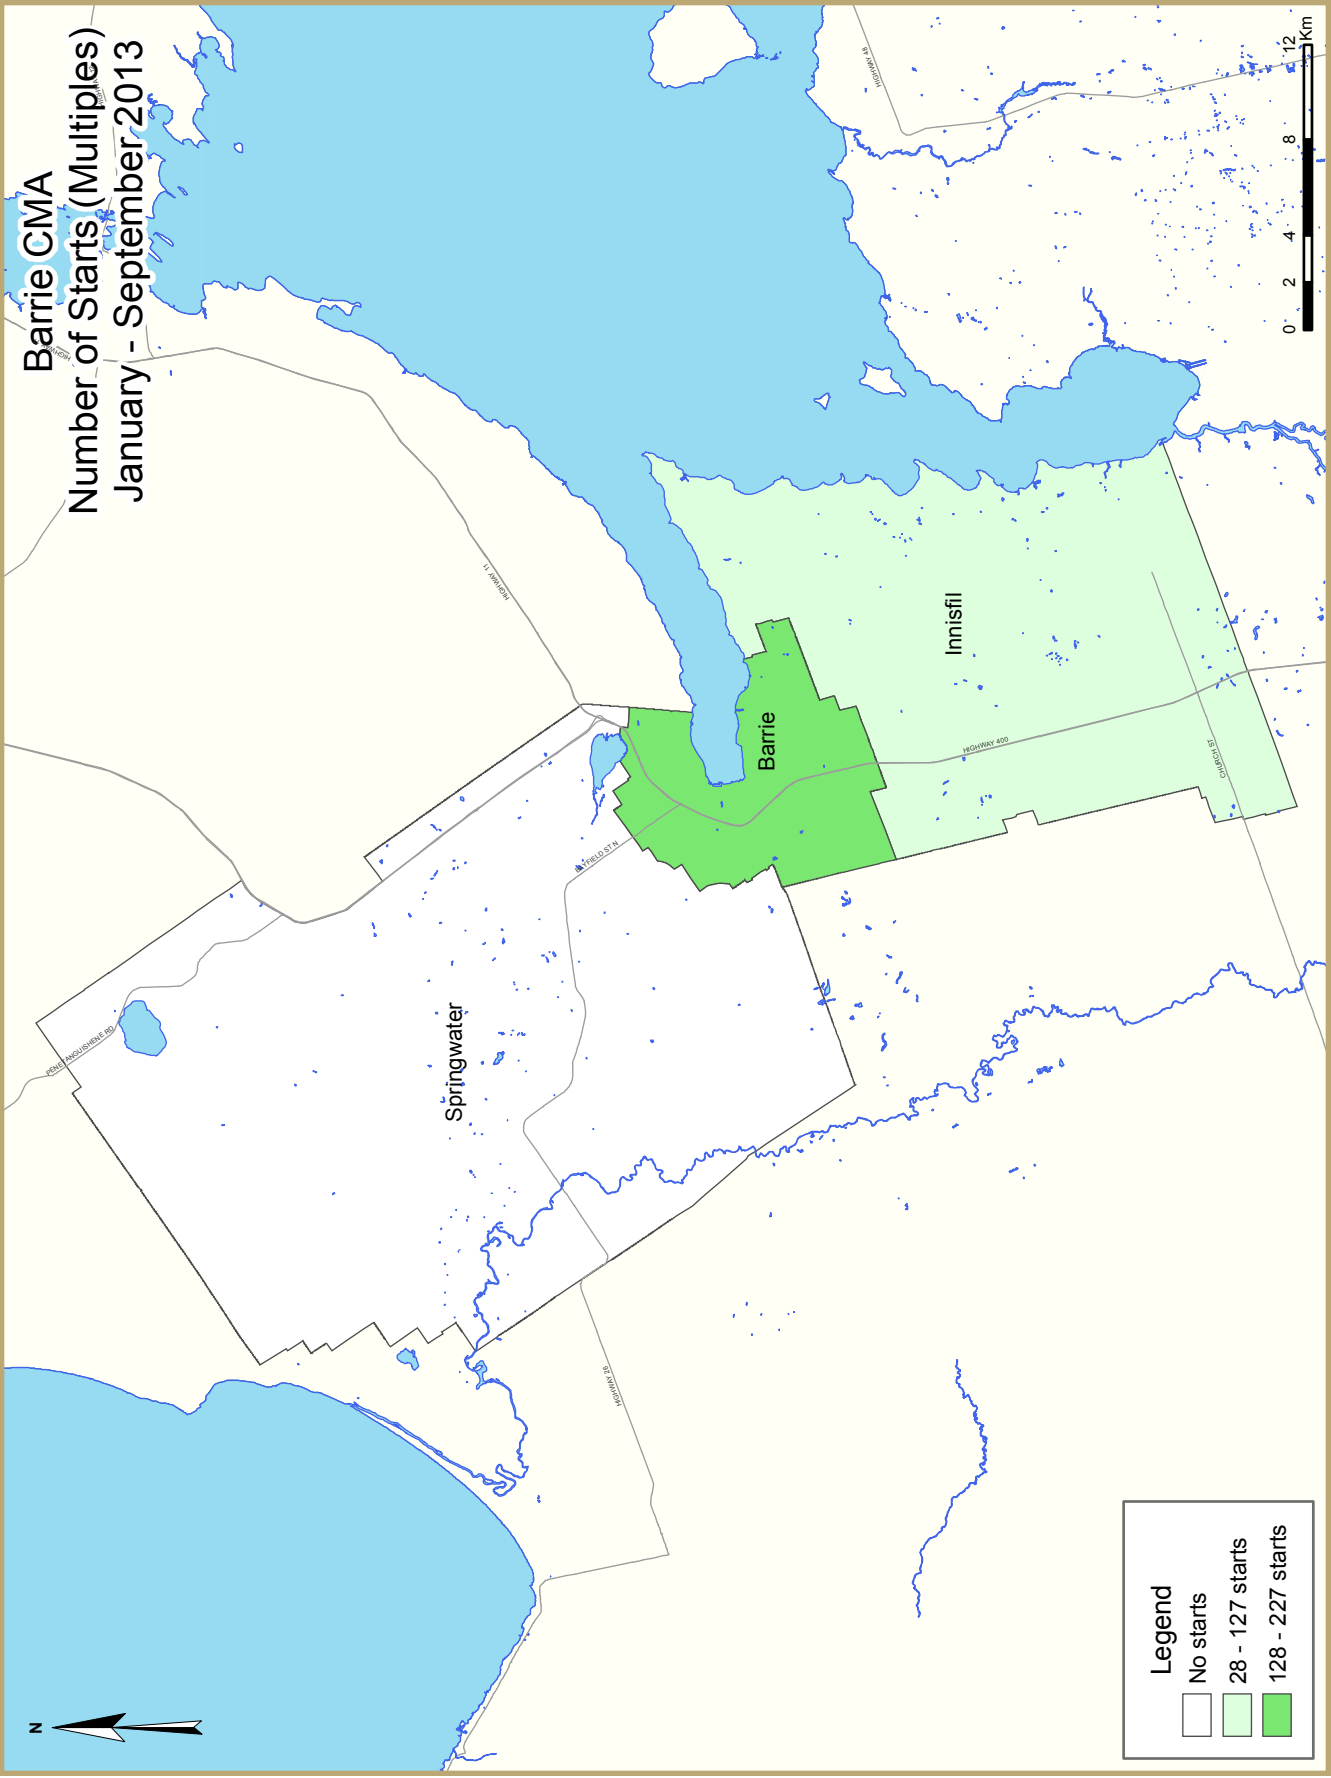 Barrie CMA
Number of Starts (Multiples)
January - September 2013
N
HIGHWAY 11
HIGHWAY 48
PENETANGUISHENE RD
BAYFIELD ST N
HIGHWAY 26
HIGHWAY 400
CHURCH ST
Springwater
Barrie
Innisfil
Legend
No starts
28 - 127 starts
128 - 227 starts
0 2 4 8 12
Km